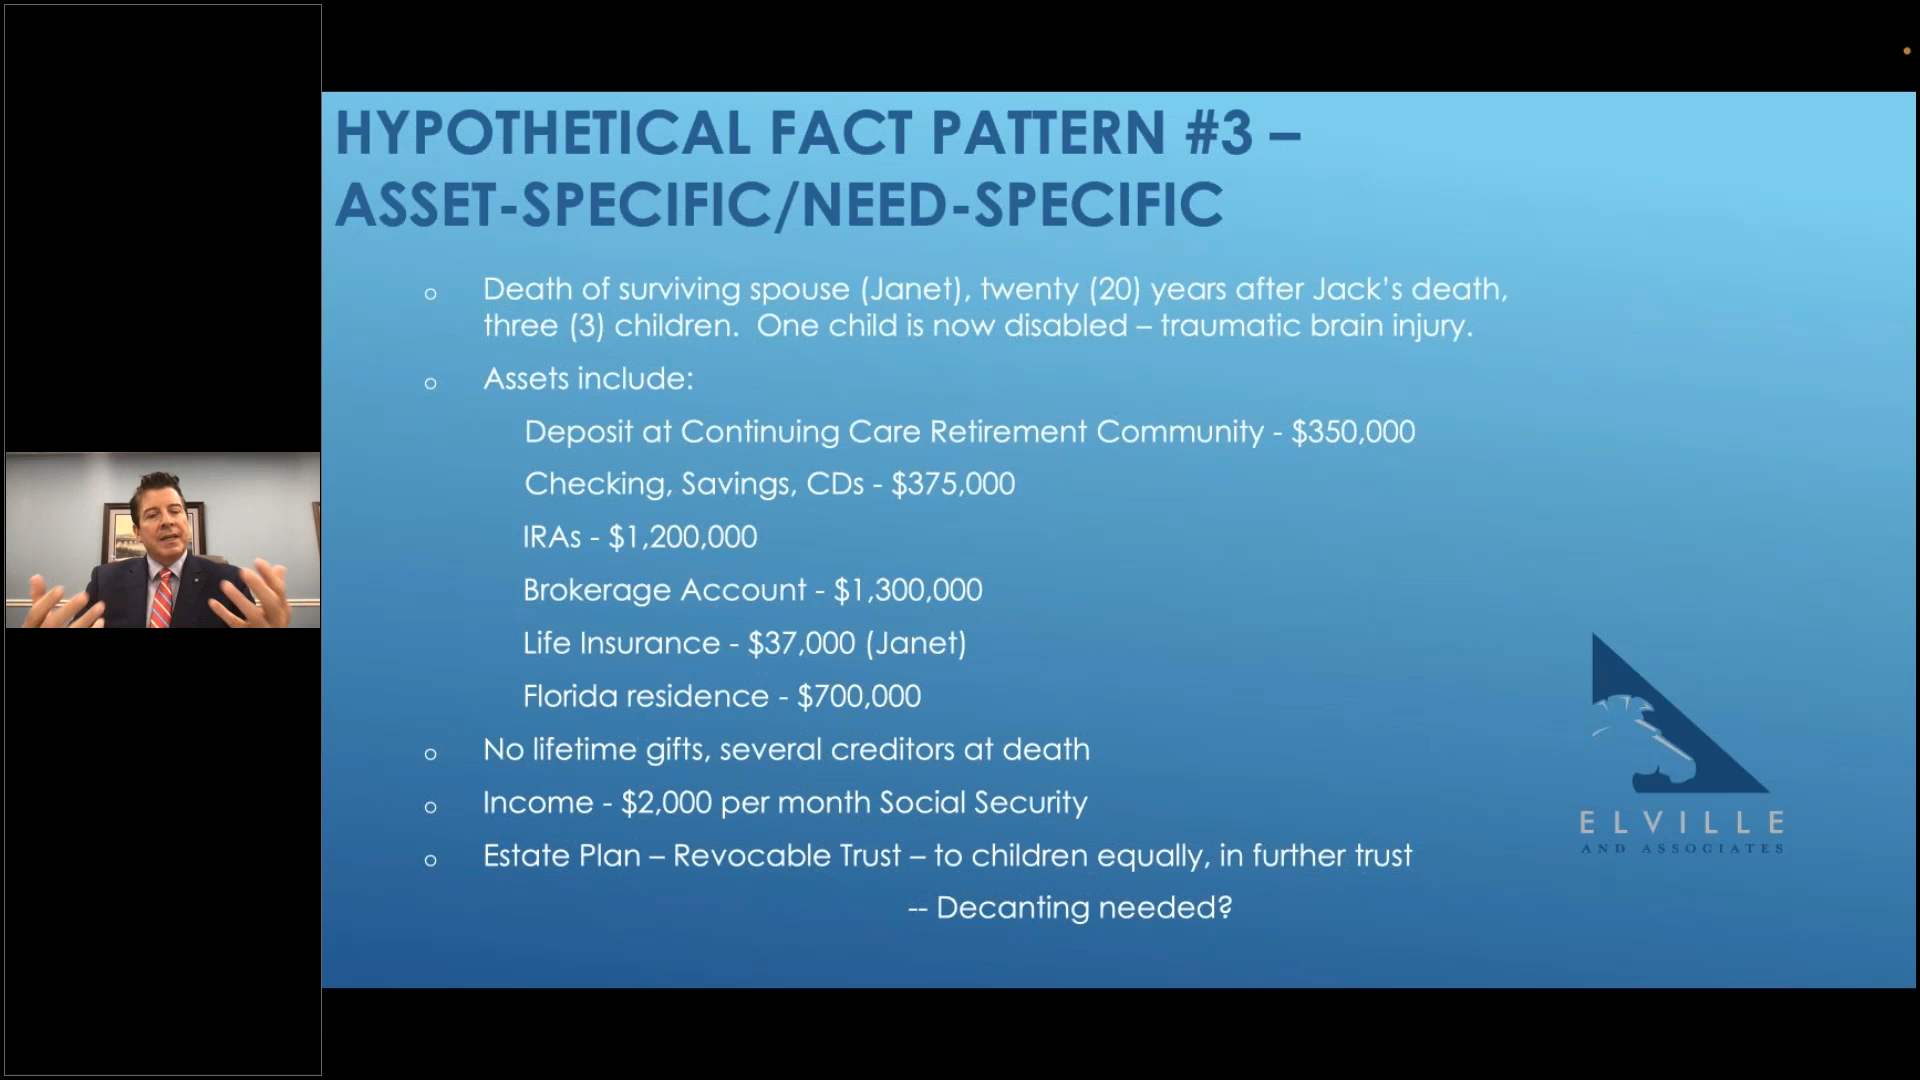 HYPOTHETICAL FACT PATTERN #3 –
ASSET-SPECIFIC/NEED-SPECIFIC
Death of surviving spouse (Janet), twenty (20) years after Jack's death,
three (3) children. One child is now disabled – traumatic brain injury.
Assets include:
Deposit at Continuing Care Retirement Community - $350,000
Checking, Savings, CDs - $375,000
IRAs - $1,200,000
Brokerage Account - $1,300,000
Life Insurance - $37,000 (Janet)
Florida residence - $700,000
No lifetime gifts, several creditors at death
Income - $2,000 per month Social Security
Estate Plan – Revocable Trust – to children equally, in further trust
-- Decanting needed?
ELVILLE
AND ASSOCIATES